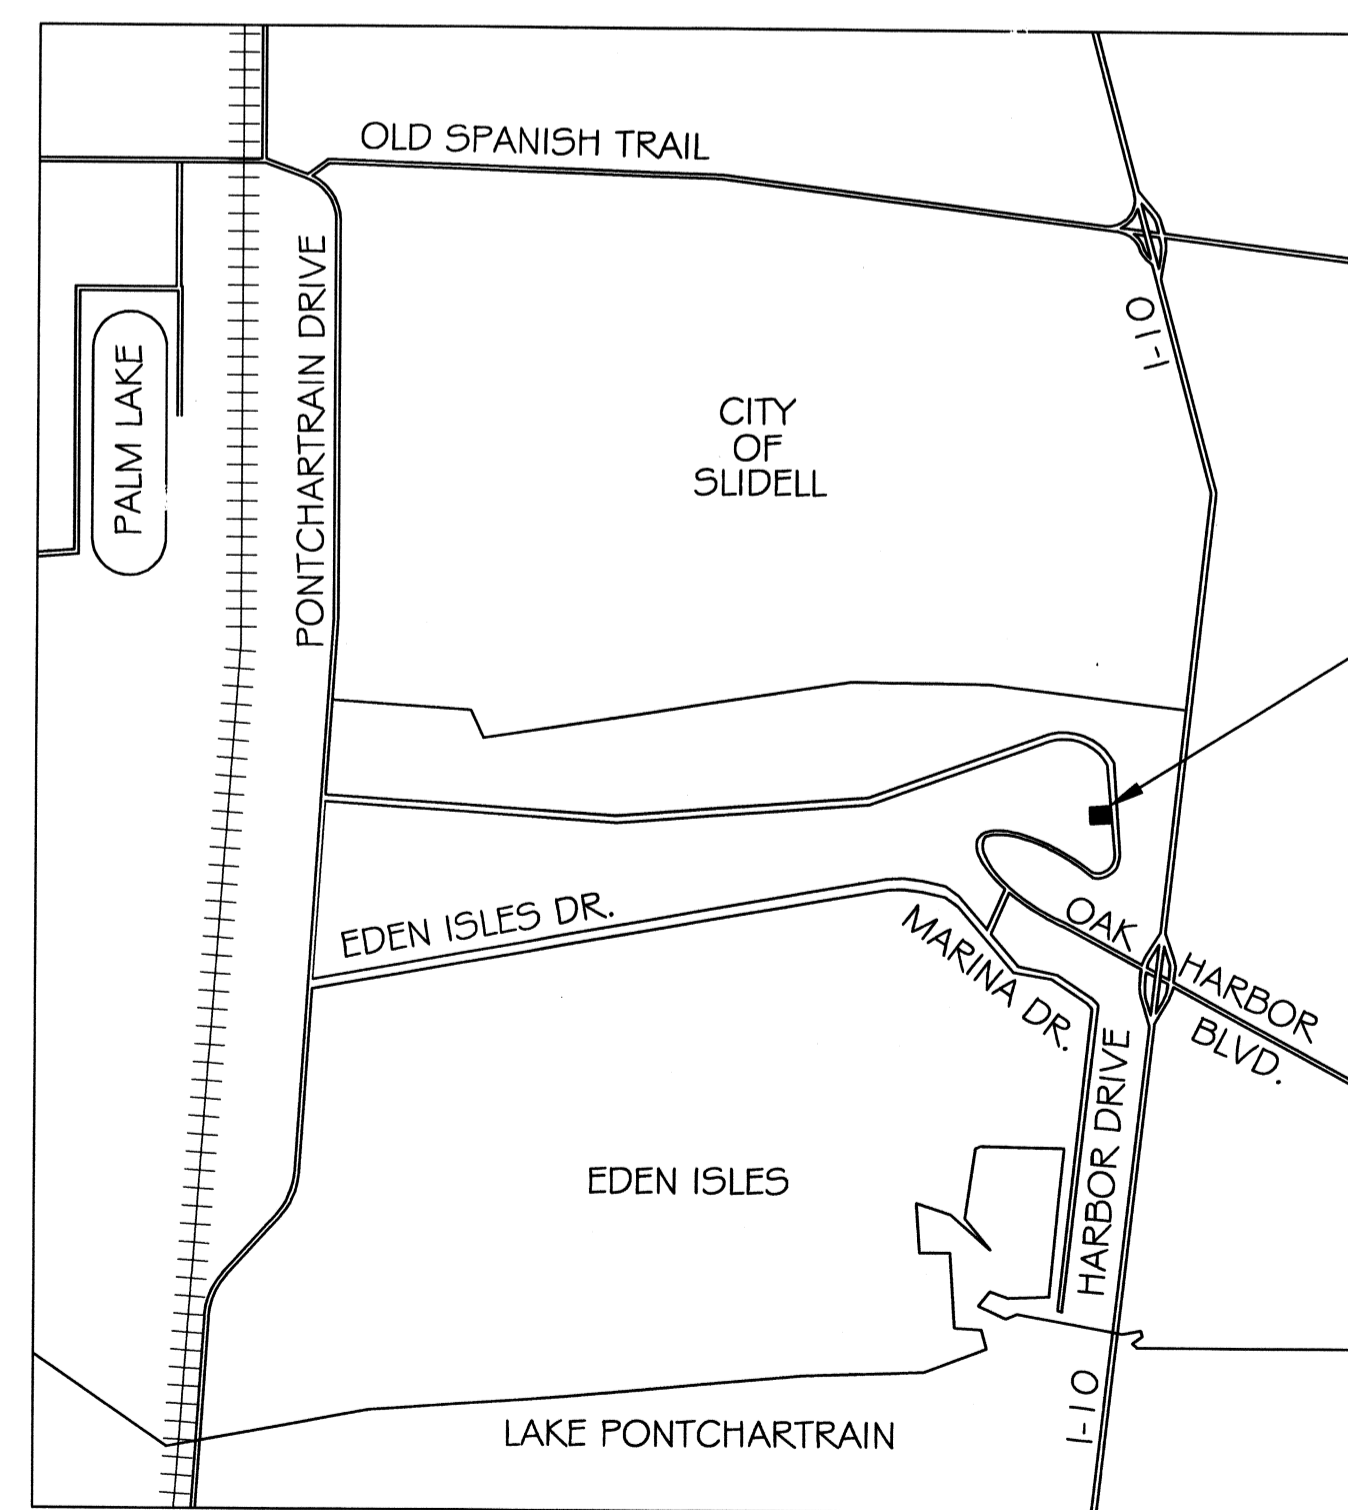 OLD SPANISH TRAIL
PONTCHARTRAIN DRIVE
PALM LAKE
I-10
CITY
OF
SLIDELL
EDEN ISLES DR.
MARINA DR.
OAK HARBOR
BLVD.
HARBOR DRIVE
EDEN ISLES
I-10
LAKE PONTCHARTRAIN